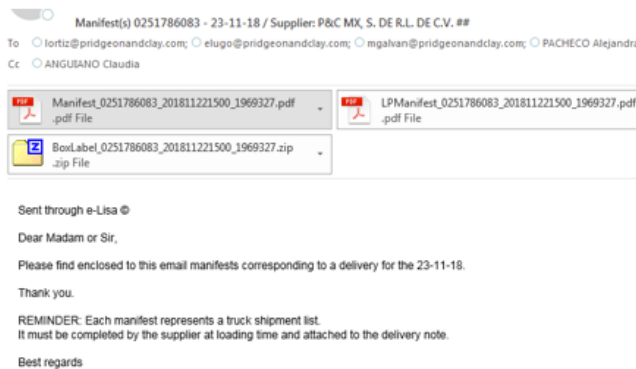 Manifest(s) 0251786083 - 23-11-18 / Supplier: P&C MX, S. DE R.L. DE C.V. ##
To lortiz@pridgeonandclay.com; elugo@pridgeonandclay.com; mgalvan@pridgeonandclay.com; PACHECO Alejandra
Cc ANGUIANO Claudia
PDF Manifest_0251786083_201811221500_1969327.pdf PDF LPManifest_0251786083_201811221500_1969327.pdf
.pdf File .pdf File
Z BoxLabel_0251786083_201811221500_1969327.zip
.zip File
Sent through e-Lisa ©
Dear Madam or Sir,
Please find enclosed to this email manifests corresponding to a delivery for the 23-11-18.
Thank you.
REMINDER: Each manifest represents a truck shipment list.
It must be completed by the supplier at loading time and attached to the delivery note.
Best regards